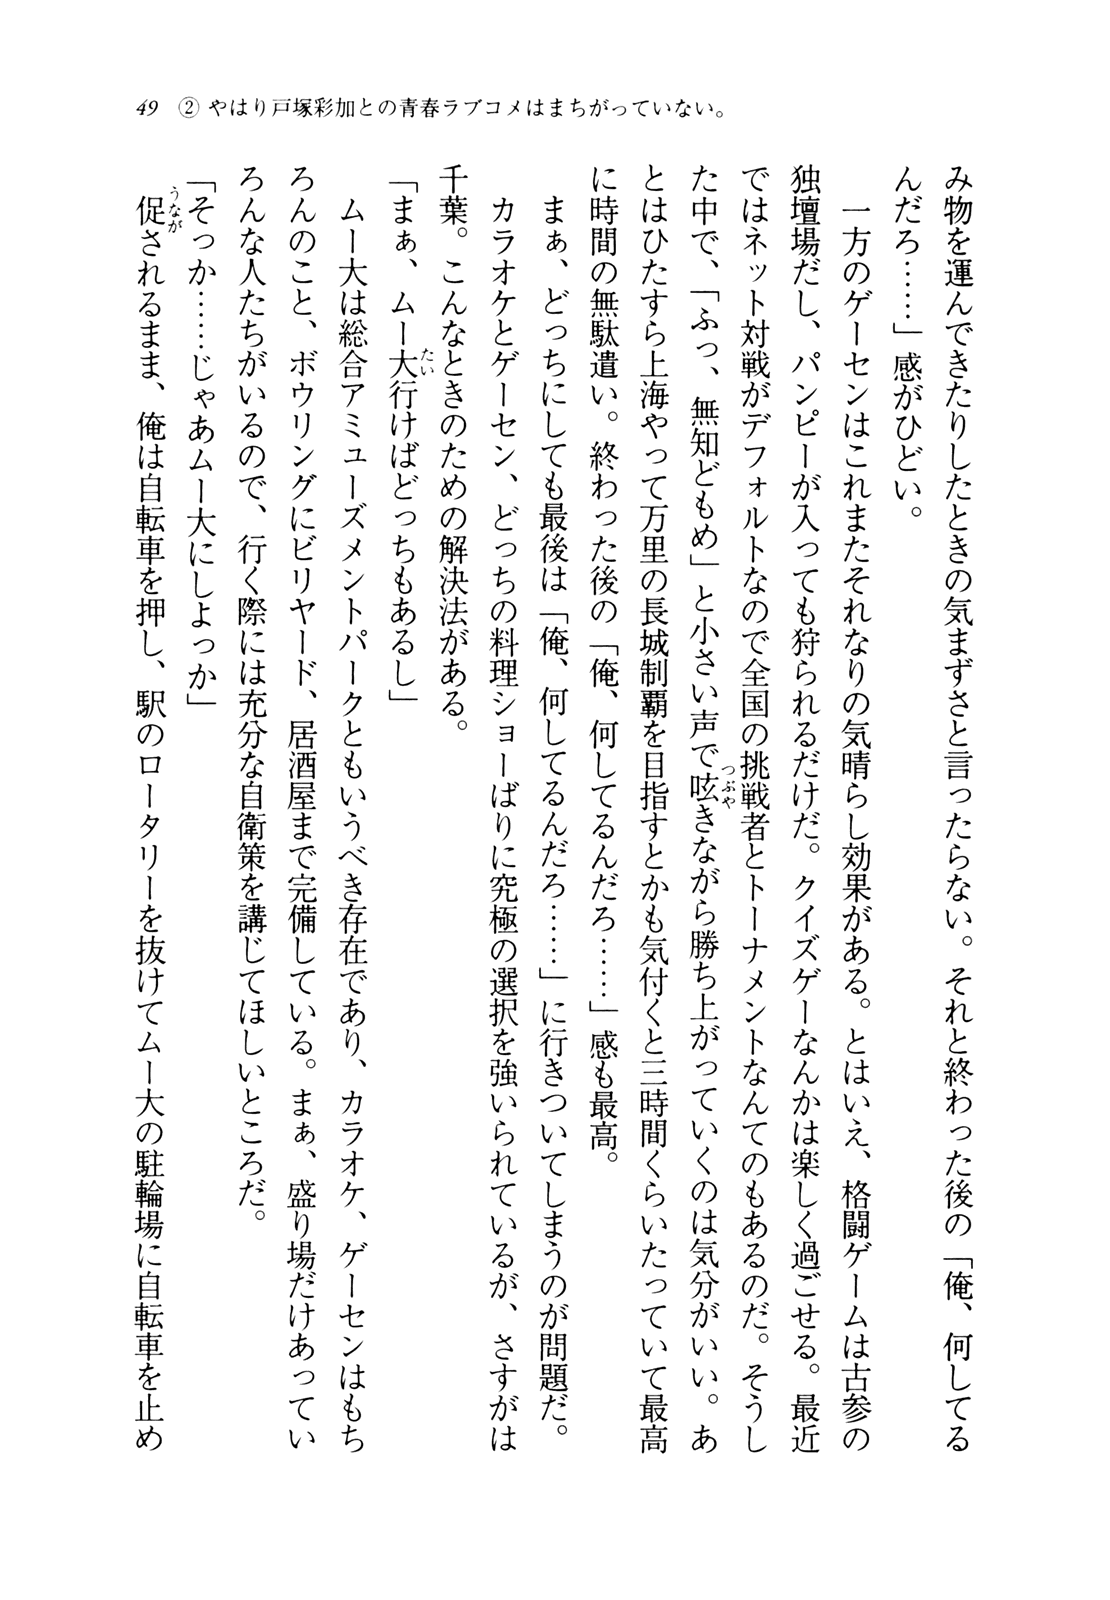 49　② やはり戸塚彩加との青春ラブコメはまちがっていない。
み物を運んできたりしたときの気まずさと言ったらない。それと終わった後の「俺、何してる
んだろ……」感がひどい。
　一方のゲーセンはこれまたそれなりの気晴らし効果がある。とはいえ、格闘ゲームは古参の
独壇場だし、パンピーが入っても狩られるだけだ。クイズゲーなんかは楽しく過ごせる。最近
ではネット対戦がデフォルトなので全国の挑戦者とトーナメントなんてのもあるのだ。そうし
た中で、「ふっ、無知どもめ」と小さい声で呟きながら勝ち上がっていくのは気分がいい。あ
とはひたすら上海やって万里の長城制覇を目指すとかも気付くと三時間くらいたっていて最高
に時間の無駄遣い。終わった後の「俺、何してるんだろ……」感も最高。
　まぁ、どっちにしても最後は「俺、何してるんだろ……」に行きついてしまうのが問題だ。
　カラオケとゲーセン、どっちの料理ショーばりに究極の選択を強いられているが、さすがは
千葉。こんなときのための解決法がある。
「まぁ、ムー大行けばどっちもあるし」
　ムー大は総合アミューズメントパークともいうべき存在であり、カラオケ、ゲーセンはもち
ろんのこと、ボウリングにビリヤード、居酒屋まで完備している。まぁ、盛り場だけあってい
ろんな人たちがいるので、行く際には充分な自衛策を講じてほしいところだ。
「そっか……じゃあムー大にしよっか」
　促されるまま、俺は自転車を押し、駅のロータリーを抜けてムー大の駐輪場に自転車を止め
つぶや
たい
うなが